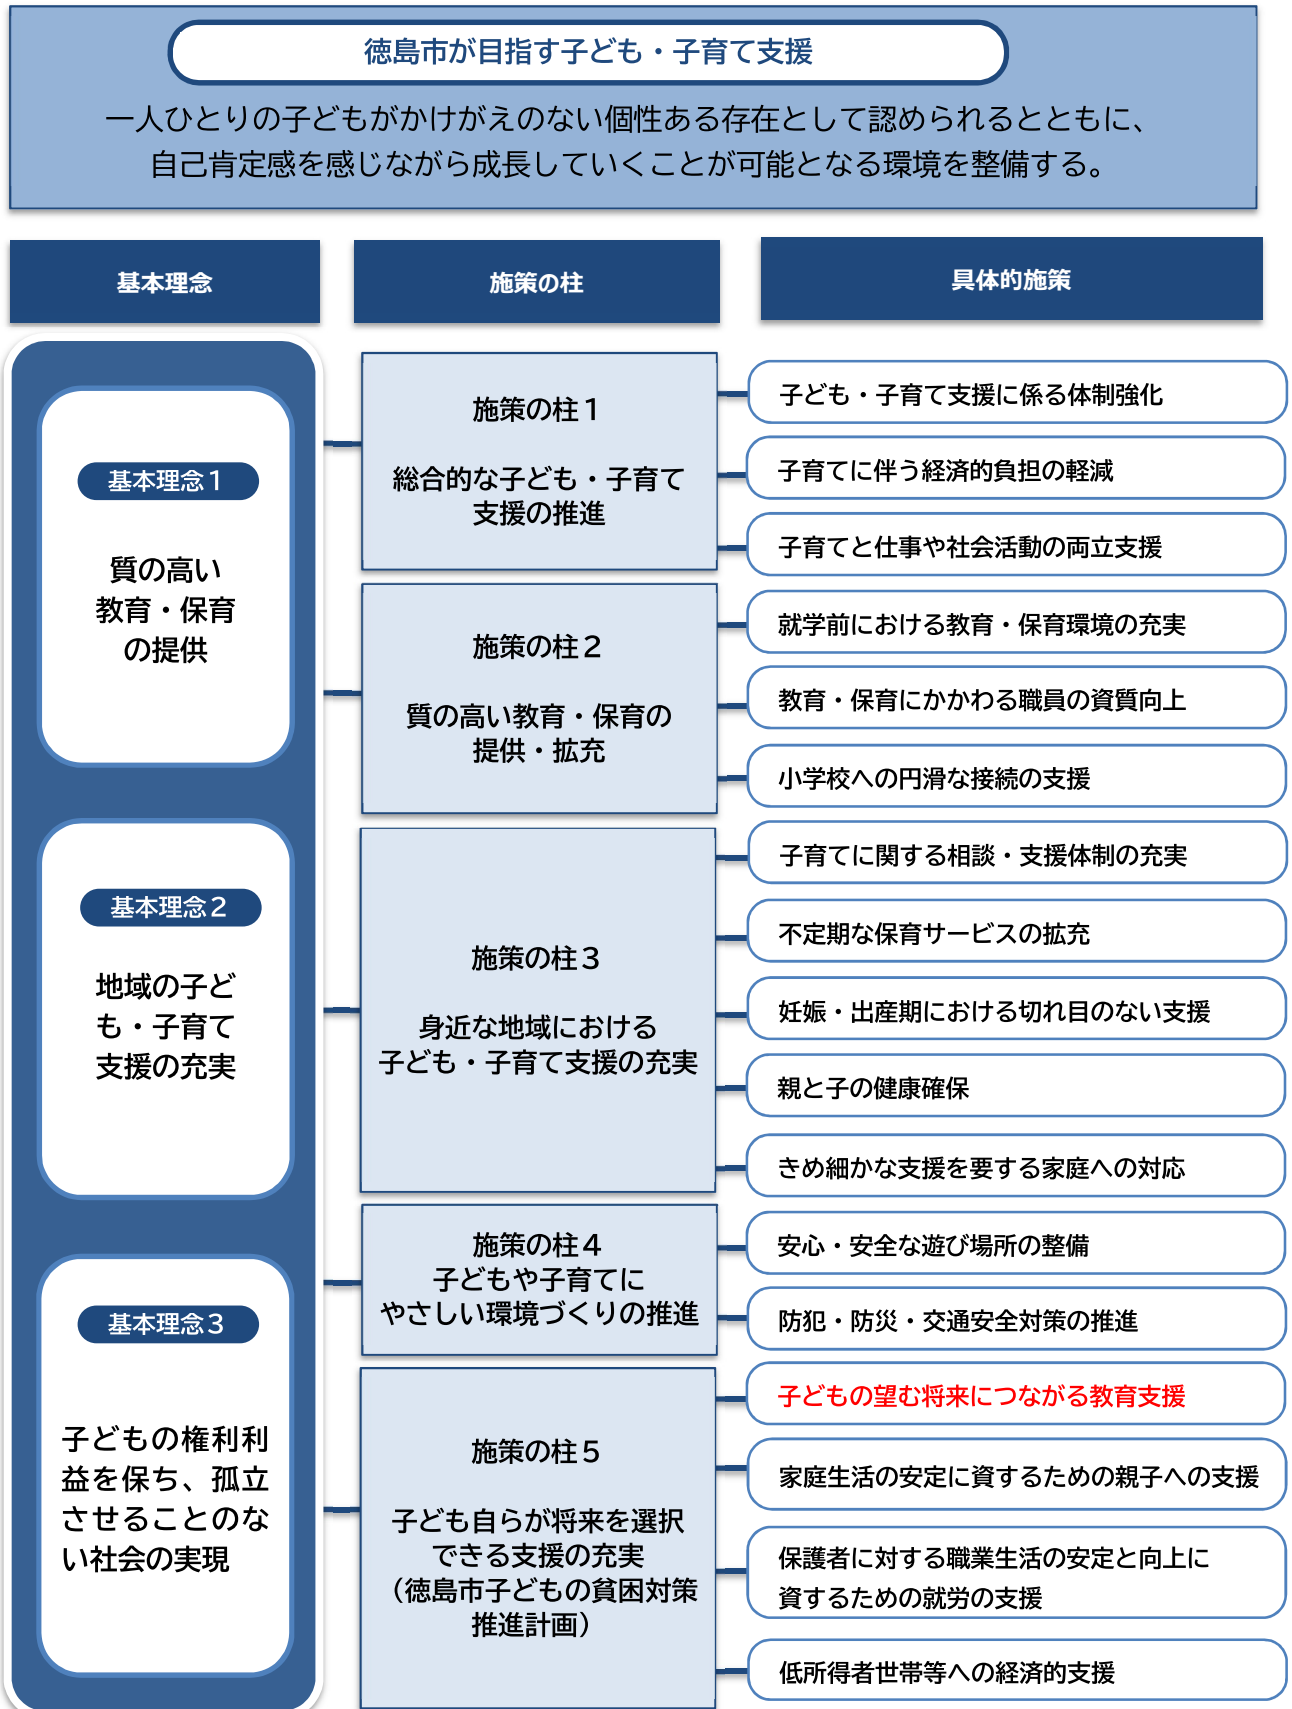 徳島市が目指す子ども・子育て支援
一人ひとりの子どもがかけがえのない個性ある存在として認められるとともに、
自己肯定感を感じながら成長していくことが可能となる環境を整備する。
基本理念
施策の柱
具体的施策
基本理念１
質の高い
教育・保育
の提供
基本理念２
地域の子ど
も・子育て
支援の充実
基本理念３
子どもの権利利
益を保ち、孤立
させることのな
い社会の実現
施策の柱１
総合的な子ども・子育て
支援の推進
子ども・子育て支援に係る体制強化
子育てに伴う経済的負担の軽減
子育てと仕事や社会活動の両立支援
施策の柱２
質の高い教育・保育の
提供・拡充
就学前における教育・保育環境の充実
教育・保育にかかわる職員の資質向上
小学校への円滑な接続の支援
施策の柱３
身近な地域における
子ども・子育て支援の充実
子育てに関する相談・支援体制の充実
不定期な保育サービスの拡充
妊娠・出産期における切れ目のない支援
親と子の健康確保
きめ細かな支援を要する家庭への対応
施策の柱４
子どもや子育てに
やさしい環境づくりの推進
安心・安全な遊び場所の整備
防犯・防災・交通安全対策の推進
施策の柱５
子ども自らが将来を選択
できる支援の充実
（徳島市子どもの貧困対策
推進計画）
子どもの望む将来につながる教育支援
家庭生活の安定に資するための親子への支援
保護者に対する職業生活の安定と向上に
資するための就労の支援
低所得者世帯等への経済的支援